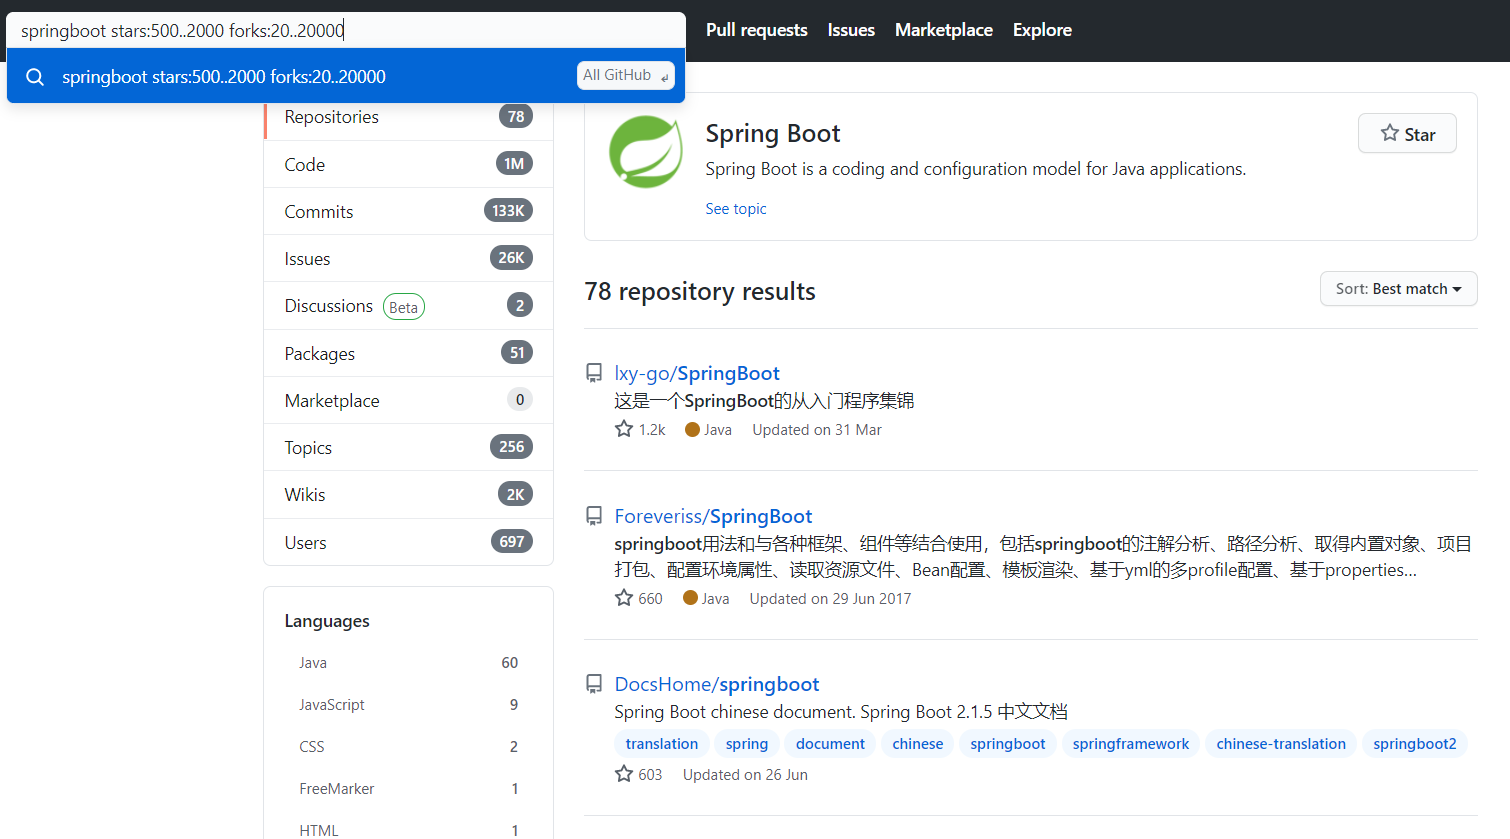 springboot stars:500..2000 forks:20..20000
Pull requests Issues Marketplace Explore
springboot stars:500..2000 forks:20..20000 All GitHub ↲
Repositories 78
Code 1M
Commits 133K
Issues 26K
Discussions Beta 2
Packages 51
Marketplace 0
Topics 256
Wikis 2K
Users 697
Languages
Java 60
JavaScript 9
CSS 2
FreeMarker 1
HTML 1
Spring Boot
Star
Spring Boot is a coding and configuration model for Java applications.
See topic
78 repository results
Sort: Best match
lxy-go/SpringBoot
这是一个SpringBoot的从入门程序集锦
1.2k Java Updated on 31 Mar
Foreveriss/SpringBoot
springboot用法和与各种框架、组件等结合使用，包括springboot的注解分析、路径分析、取得内置对象、项目
打包、配置环境属性、读取资源文件、Bean配置、模板渲染、基于yml的多profile配置、基于properties...
660 Java Updated on 29 Jun 2017
DocsHome/springboot
Spring Boot chinese document. Spring Boot 2.1.5 中文文档
translation spring document chinese springboot springframework chinese-translation springboot2
603 Updated on 26 Jun